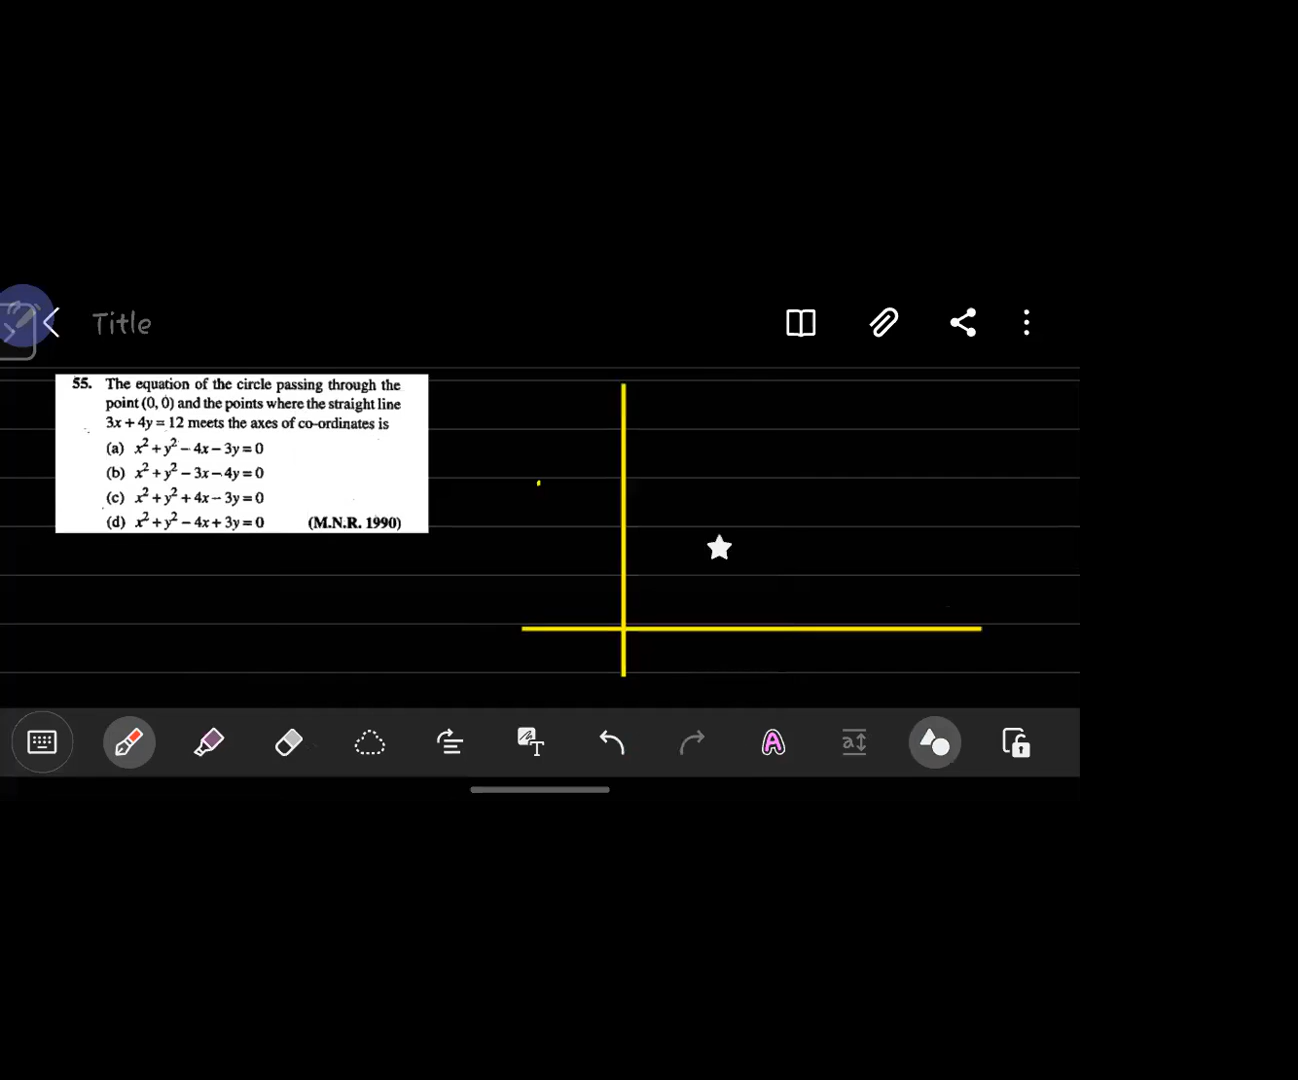 Title
55. The equation of the circle passing through the
point (0, 0) and the points where the straight line
3x + 4y = 12 meets the axes of co-ordinates is
(a) x² + y² – 4x – 3y = 0
(b) x² + y² – 3x – 4y = 0
(c) x² + y² + 4x – 3y = 0
(d) x² + y² – 4x + 3y = 0 (M.N.R. 1990)
T A a